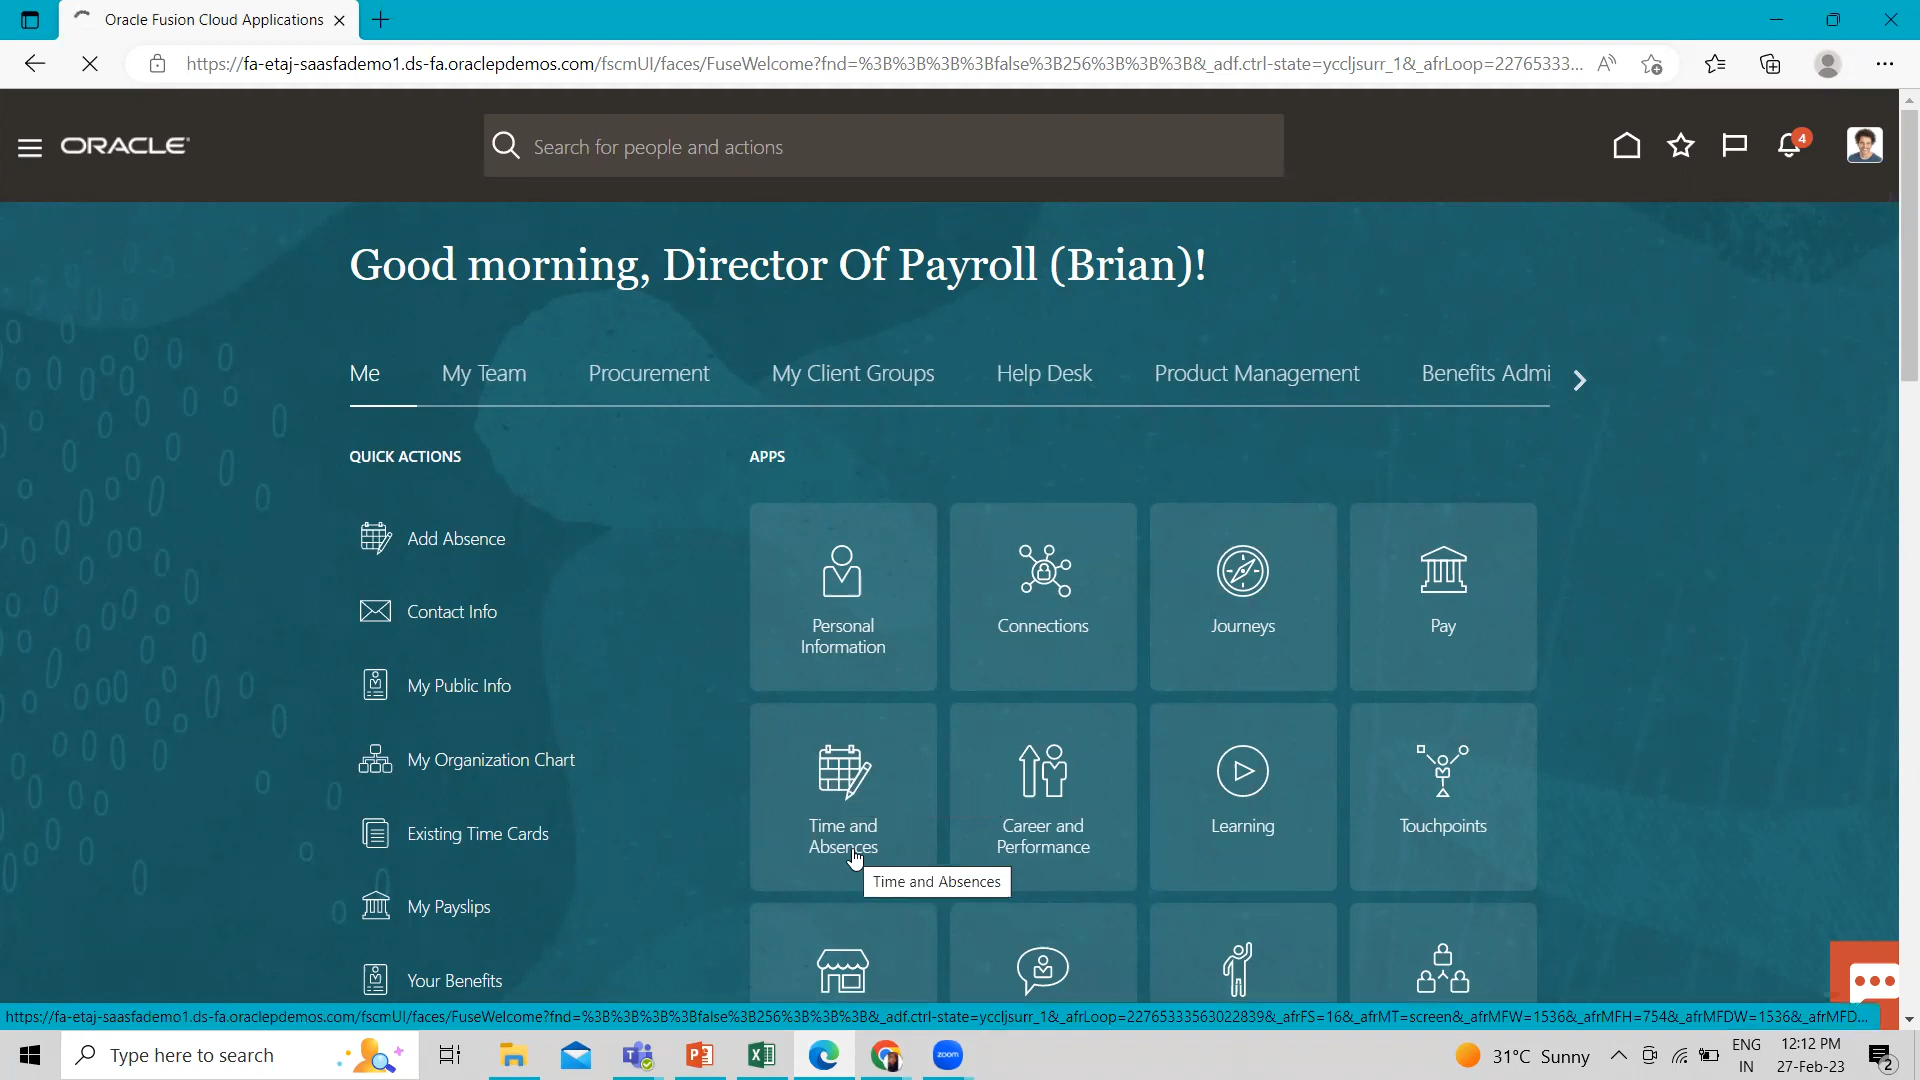 Oracle Fusion Cloud Applications
https://fa-etaj-saasfademo1.ds-fa.oraclepdemos.com/fscmUI/faces/FuseWelcome?fnd=%3B%3B%3B%3Bfalse%3B256%3B%3B%3B&_adf.ctrl-state=yccljsurr_1&_afrLoop=22765333...
ORACLE
Search for people and actions
4
Good morning, Director Of Payroll (Brian)!
Me My Team Procurement My Client Groups Help Desk Product Management Benefits Admi
QUICK ACTIONS
Add Absence
Contact Info
My Public Info
My Organization Chart
Existing Time Cards
My Payslips
Your Benefits
APPS
Personal
Information
Connections
Journeys
Pay
Time and
Absences
Career and
Performance
Learning
Touchpoints
Time and Absences
https://fa-etaj-saasfademo1.ds-fa.oraclepdemos.com/fscmUI/faces/FuseWelcome?fnd=%3B%3B%3B%3Bfalse%3B256%3B%3B%3B&_adf.ctrl-state=yccljsurr_1&_afrLoop=22765333563022839&_afrFS=16&_afrMT=screen&_afrMFW=1536&_afrMFH=754&_afrMFDW=1536&_afrMFD...
Type here to search
zoom
31°C Sunny
ENG
IN
12:12 PM
27-Feb-23
2